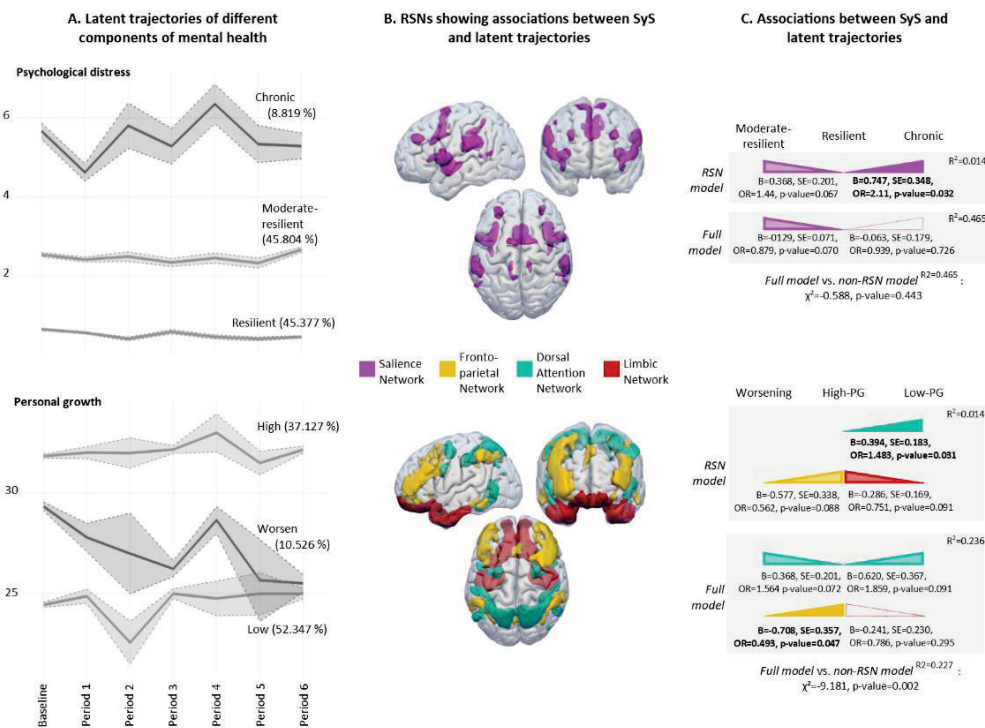 A. Latent trajectories of different
components of mental health
Psychological distress
6
4
2
Chronic
(8.819 %)
Moderate-
resilient
(45.804 %)
Resilient (45.377 %)
Personal growth
30
25
High (37.127 %)
Worsen
(10.526 %)
Low (52.347 %)
Baseline
Period 1
Period 2
Period 3
Period 4
Period 5
Period 6
B. RSNs showing associations between SyS
and latent trajectories
Salience
Network
Fronto-
parietal
Network
Dorsal
Attention
Network
Limbic
Network
C. Associations between SyS and
latent trajectories
Moderate-
resilient
Resilient
Chronic
RSN
model
R²=0.014
B=0.368, SE=0.201,
OR=1.44, p-value=0.067
B=0.747, SE=0.348,
OR=2.11, p-value=0.032
Full
model
R²=0.465
B=-0129, SE=0.071,
OR=0.879, p-value=0.070
B=-0.063, SE=0.179,
OR=0.939, p-value=0.726
Full model vs. non-RSN model R2=0.465 :
χ²=-0.588, p-value=0.443
Worsening
High-PG
Low-PG
RSN
model
R²=0.014
B=0.394, SE=0.183,
OR=1.483, p-value=0.031
B=-0.577, SE=0.338,
OR=0.562, p-value=0.088
B=-0.286, SE=0.169,
OR=0.751, p-value=0.091
Full
model
R²=0.236
B=0.368, SE=0.201,
OR=1.564 p-value=0.072
B=0.620, SE=0.367,
OR=1.859, p-value=0.091
B=-0.708, SE=0.357,
OR=0.493, p-value=0.047
B=-0.241, SE=0.230,
OR=0.786, p-value=0.295
Full model vs. non-RSN model R2=0.227 :
χ²=-9.181, p-value=0.002